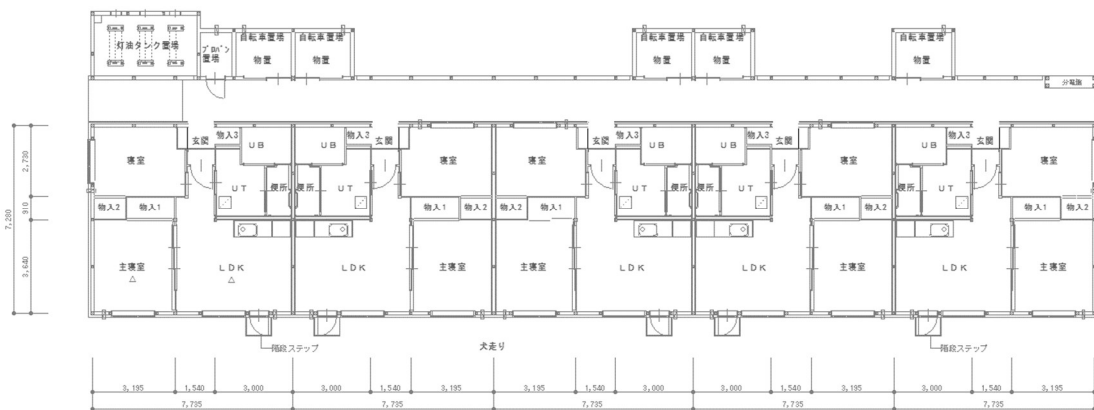 自転車置場 自転車置場 自転車置場 自転車置場 自転車置場
灯油タンク置場 プロパン 物置 物置 物置 物置 物置
置場
分電盤
物入3 物入3 物入3 物入3 物入3
玄関 UB UB 玄関 玄関 UB UB 玄関 UB 玄関
寝室 寝室 寝室 寝室 寝室
2,730
UT 便所 便所 UT UT 便所 便所 UT 便所 UT
910
物入2 物入1 物入1 物入2 物入2 物入1 物入1 物入2 物入1 物入2
7,280
3,640
主寝室 LDK LDK 主寝室 主寝室 LDK LDK 主寝室 LDK 主寝室
△ △
階段ステップ 犬走り 階段ステップ
3,195 1,540 3,000 3,000 1,540 3,195 3,195 1,540 3,000 3,000 1,540 3,195 3,000 1,540 3,195
7,735 7,735 7,735 7,735 7,735